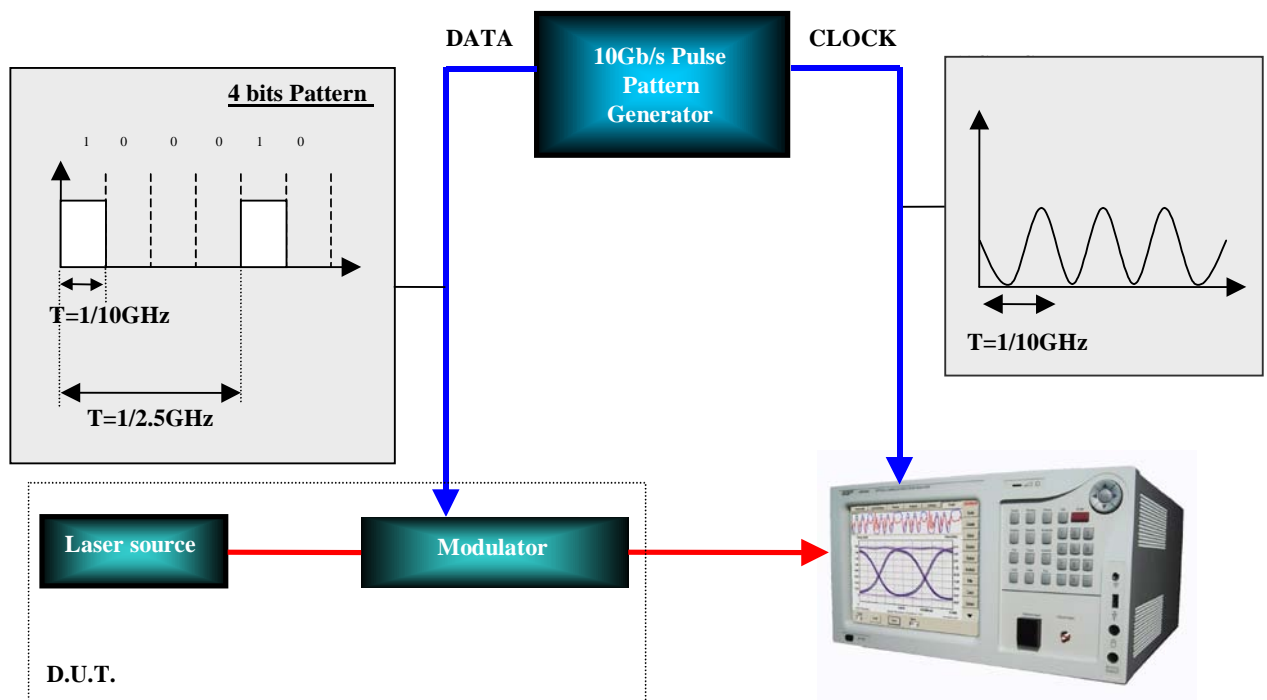 DATA
10Gb/s Pulse
Pattern
Generator
CLOCK
4 bits Pattern
1 0 0 0 1 0
T=1/10GHz
T=1/2.5GHz
T=1/10GHz
Laser source
Modulator
D.U.T.